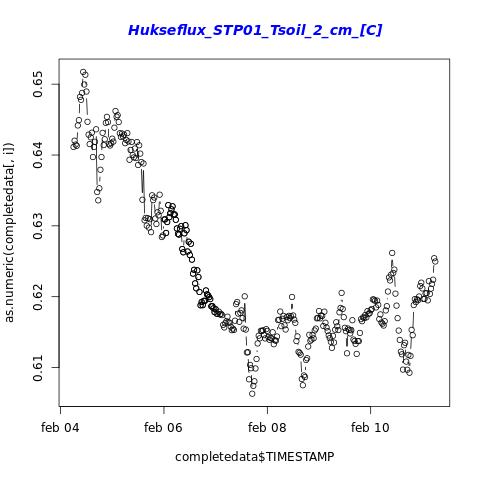 Hukseflux_STP01_Tsoil_2_cm_[C]
as.numeric(completedata[, i])
0.65
0.64
0.63
0.62
0.61
feb 04
feb 06
feb 08
feb 10
completedata$TIMESTAMP